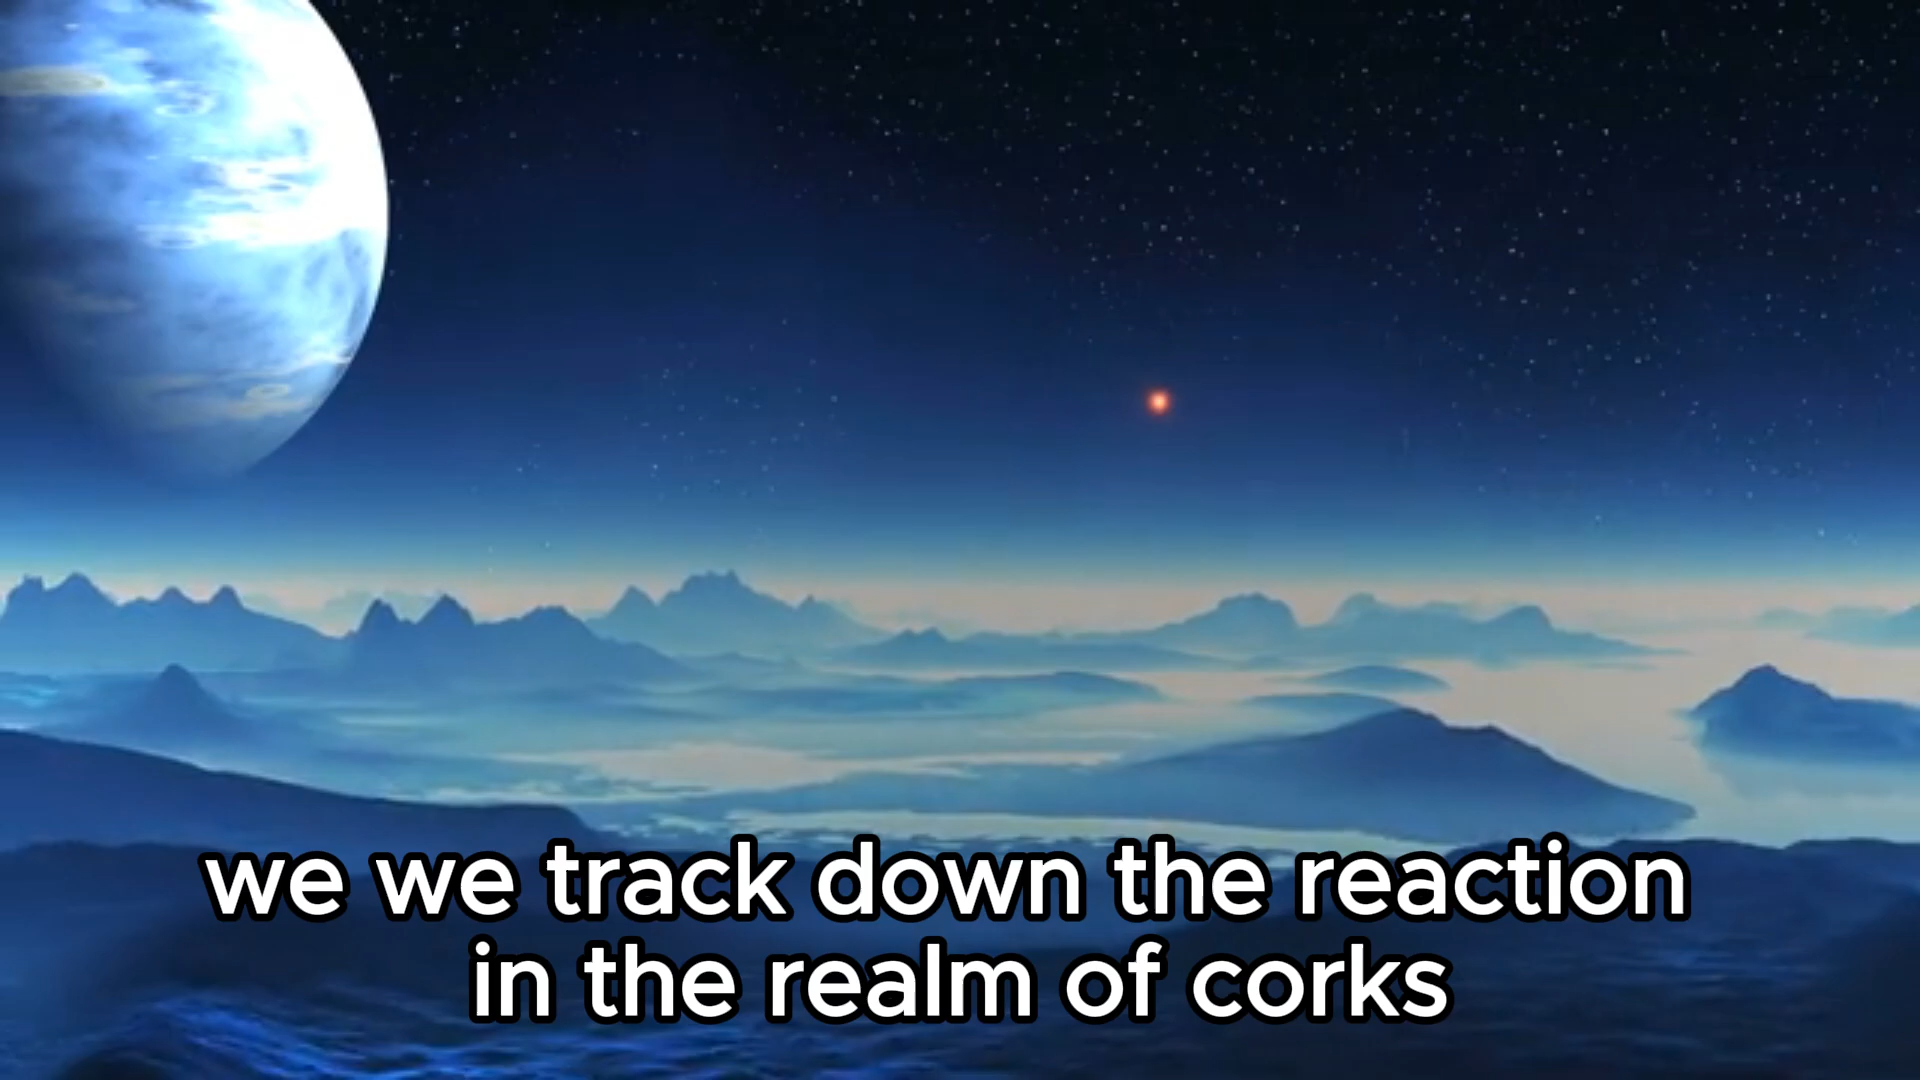 we we track down the reaction
in the realm of corks